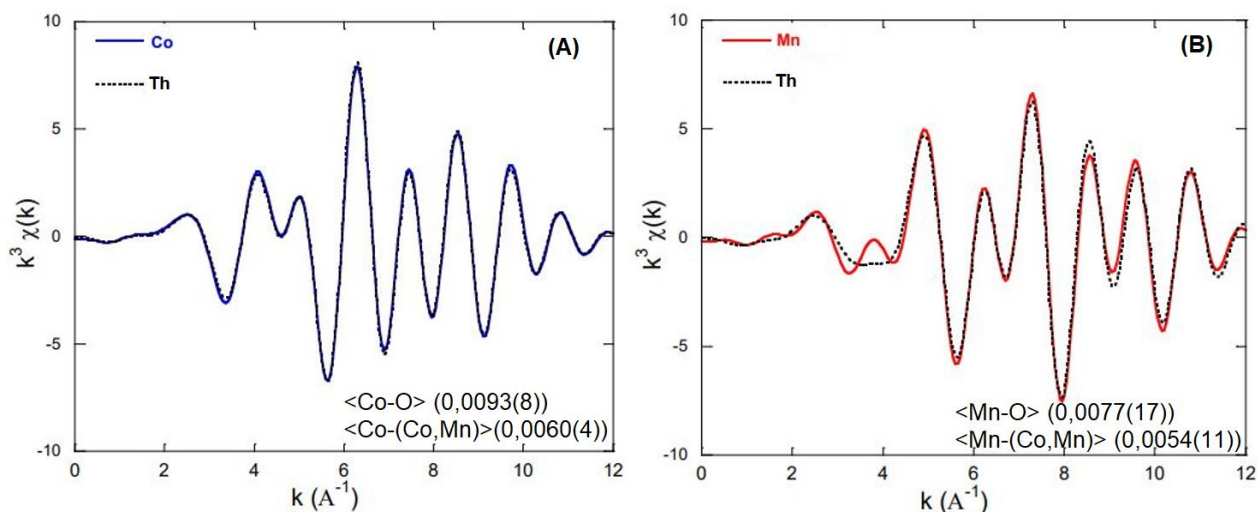 10
5
0
-5
-10
k³ χ(k)
Co
Th
(A)
<Co-O> (0,0093(8))
<Co-(Co,Mn)>(0,0060(4))
0 2 4 6 8 10 12
k (A⁻¹)
10
5
0
-5
-10
k³ χ(k)
Mn
Th
(B)
<Mn-O> (0,0077(17))
<Mn-(Co,Mn)> (0,0054(11))
0 2 4 6 8 10 12
k (A⁻¹)